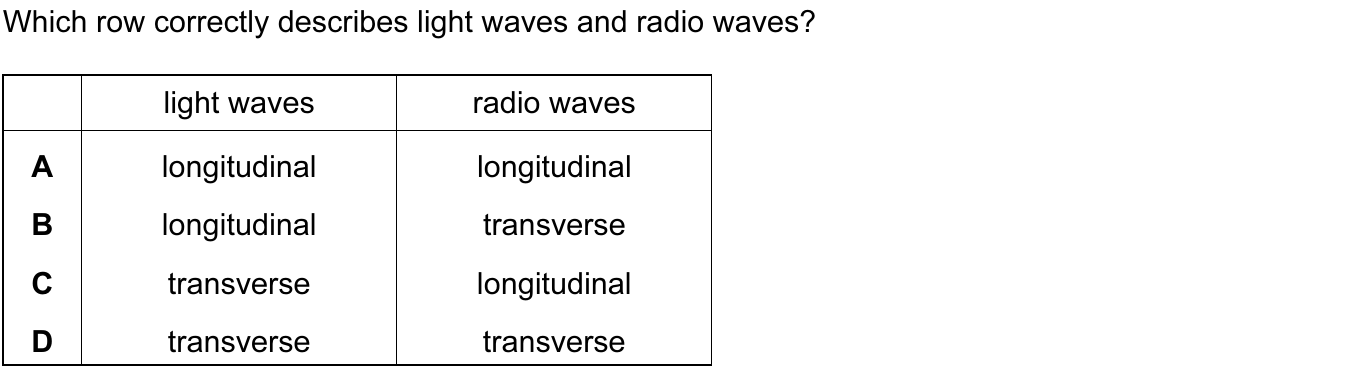 Which row correctly describes light waves and radio waves?
light waves radio waves
A longitudinal longitudinal
B longitudinal transverse
C transverse longitudinal
D transverse transverse